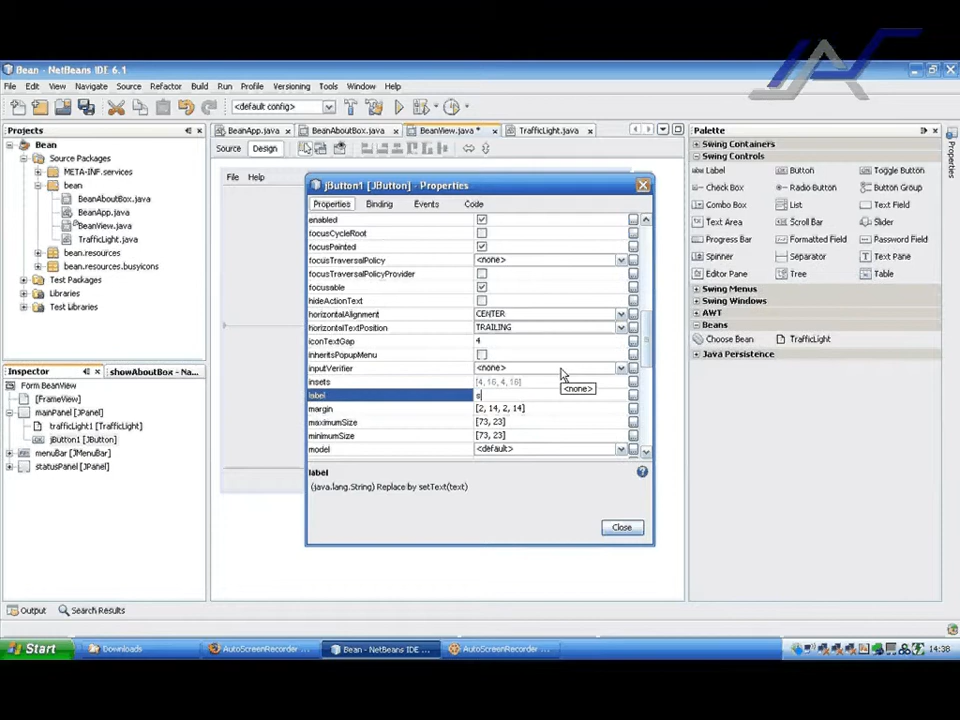 Bean - NetBeans IDE 6.1
File Edit View Navigate Source Refactor Build Run Profile Versioning Tools Window Help
<default config>
Projects
BeanApp.java
BeanAboutBox.java
BeanView.java *
TrafficLight.java
Palette
Properties
Bean
Source Packages
META-INF.services
bean
BeanAboutBox.java
BeanApp.java
BeanView.java
TrafficLight.java
bean.resources
bean.resources.busyicons
Test Packages
Libraries
Test Libraries
Source Design
File Help
jButton1 [JButton] - Properties
Properties Binding Events Code
enabled
focusCycleRoot
focusPainted
focusTraversalPolicy <none>
focusTraversalPolicyProvider
focusable
hideActionText
horizontalAlignment CENTER
horizontalTextPosition TRAILING
iconTextGap 4
inheritsPopupMenu
inputVerifier <none>
insets [4, 16, 4, 16]
<none>
label s
margin [2, 14, 2, 14]
maximumSize [73, 23]
minimumSize [73, 23]
model <default>
label
(java.lang.String) Replace by setText(text)
Close
Swing Containers
Swing Controls
Label Button Toggle Button
Check Box Radio Button Button Group
Combo Box List Text Field
Text Area Scroll Bar Slider
Progress Bar Formatted Field Password Field
Spinner Separator Text Pane
Editor Pane Tree Table
Swing Menus
Swing Windows
AWT
Beans
Choose Bean TrafficLight
Java Persistence
Inspector
showAboutBox - Na...
Form BeanView
[FrameView]
mainPanel [JPanel]
trafficLight1 [TrafficLight]
jButton1 [JButton]
menuBar [JMenuBar]
statusPanel [JPanel]
Output Search Results
Start
Downloads
AutoScreenRecorder ...
Bean - NetBeans IDE ...
AutoScreenRecorder ...
14:38